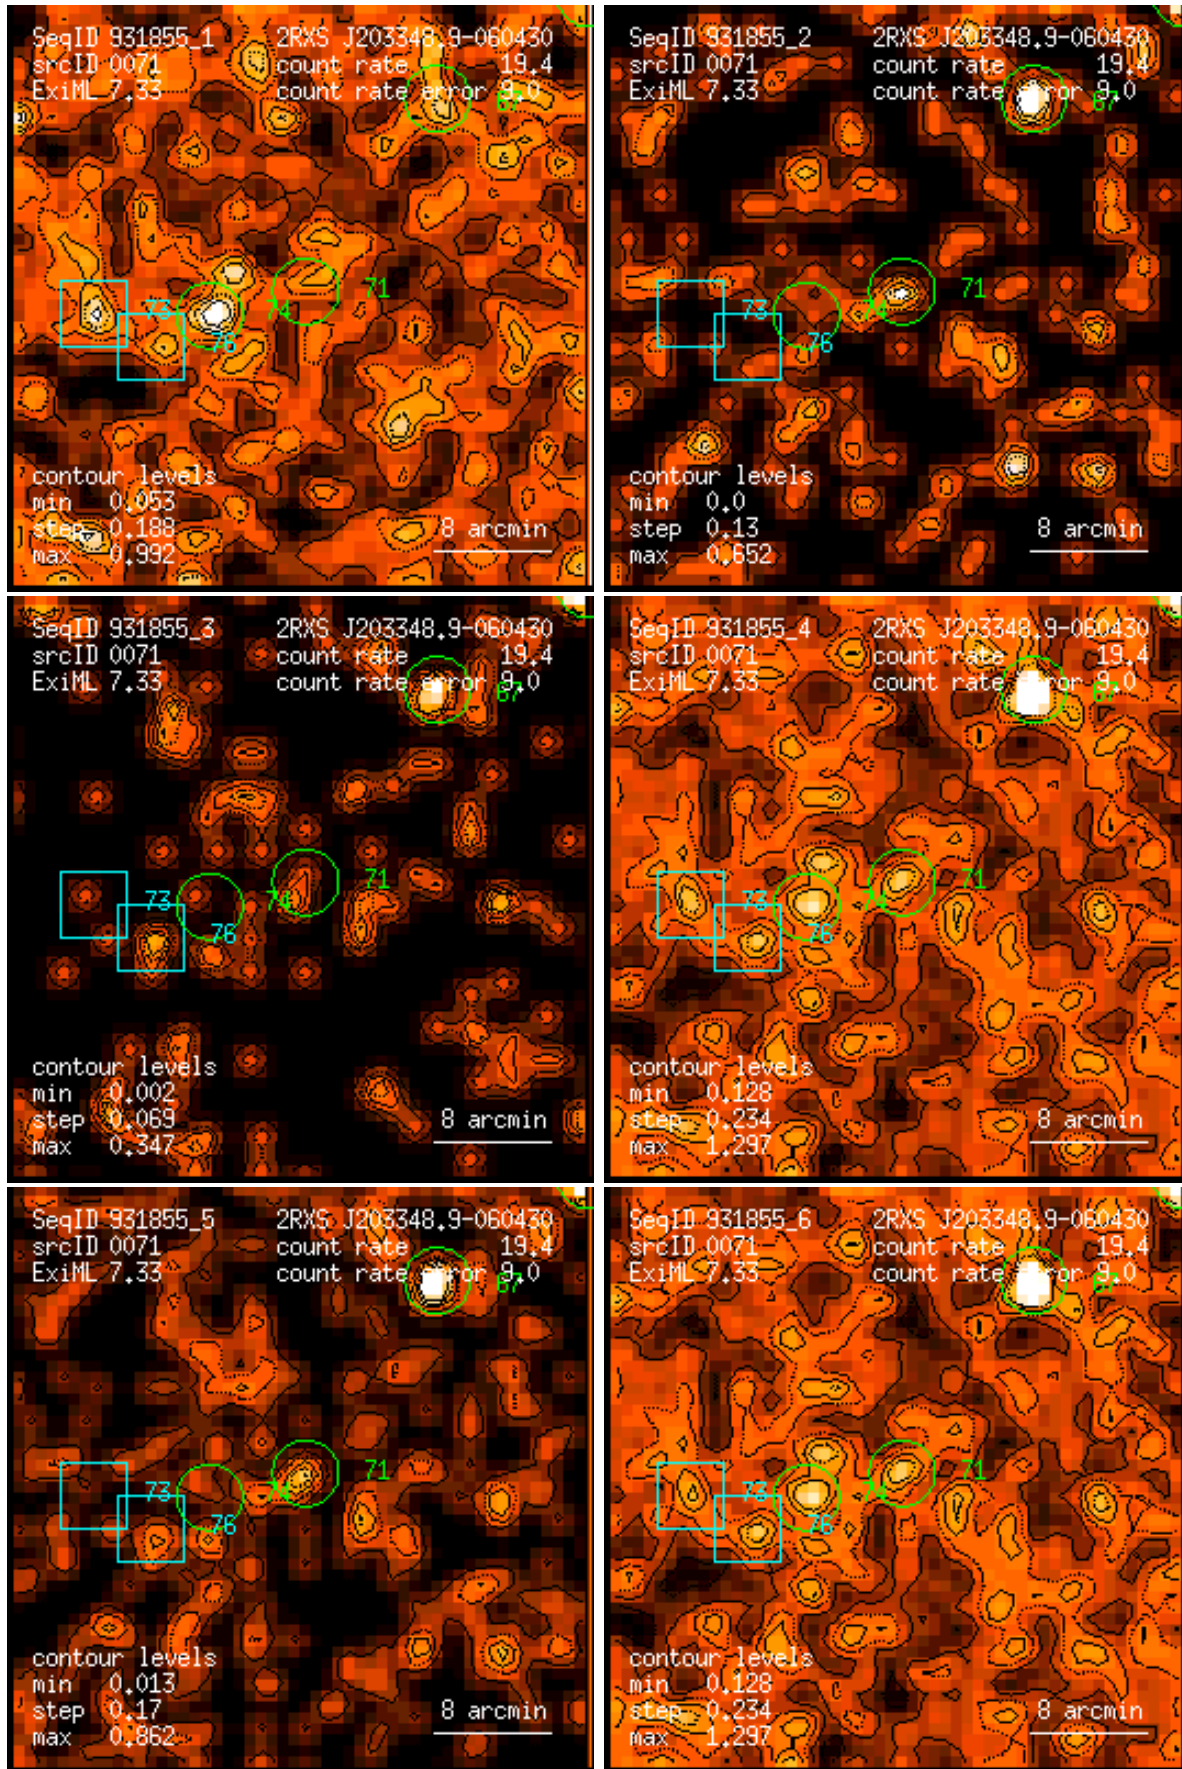 SeqID 931855_1 2RXS J203348.9-060430
srcID 0071 count rate 19.4
ExiML 7.33 count rate error 9.0
67
71
73 74
76
contour levels
min 0.053
step 0.188 8 arcmin
max 0.992
SeqID 931855_2 2RXS J203348.9-060430
srcID 0071 count rate 19.4
ExiML 7.33 count rate error 9.0
67
71
73 74
76
contour levels
min 0.0
step 0.13 8 arcmin
max 0.652
SeqID 931855_3 2RXS J203348.9-060430
srcID 0071 count rate 19.4
ExiML 7.33 count rate error 9.0
67
71
73 74
76
contour levels
min 0.002
step 0.069 8 arcmin
max 0.347
SeqID 931855_4 2RXS J203348.9-060430
srcID 0071 count rate 19.4
ExiML 7.33 count rate error 9.0
67
71
73 74
76
contour levels
min 0.128
step 0.234 8 arcmin
max 1.297
SeqID 931855_5 2RXS J203348.9-060430
srcID 0071 count rate 19.4
ExiML 7.33 count rate error 9.0
67
71
73 74
76
contour levels
min 0.013
step 0.17 8 arcmin
max 0.862
SeqID 931855_6 2RXS J203348.9-060430
srcID 0071 count rate 19.4
ExiML 7.33 count rate error 9.0
67
71
73 74
76
contour levels
min 0.128
step 0.234 8 arcmin
max 1.297